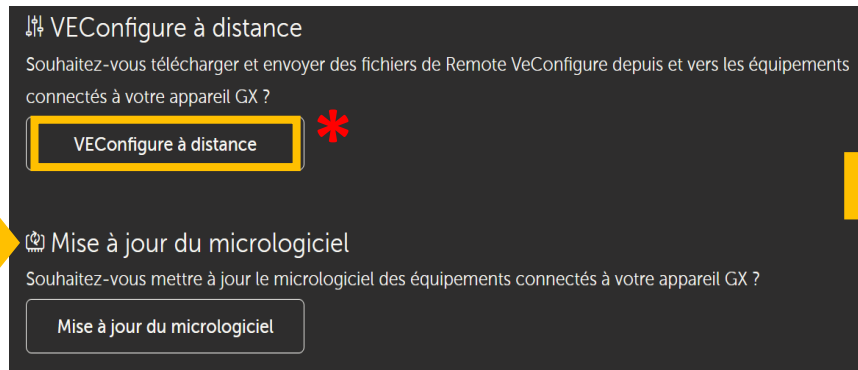 VEConfigure à distance
Souhaitez-vous télécharger et envoyer des fichiers de Remote VeConfigure depuis et vers les équipements
connectés à votre appareil GX ?
VEConfigure à distance
*
Mise à jour du micrologiciel
Souhaitez-vous mettre à jour le micrologiciel des équipements connectés à votre appareil GX ?
Mise à jour du micrologiciel